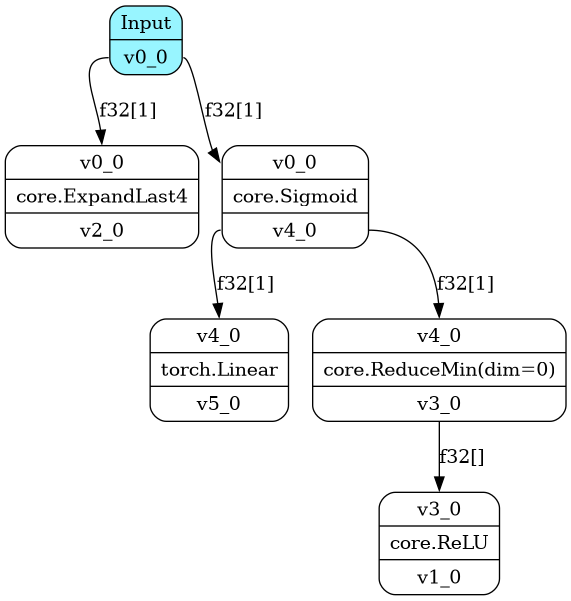 Input
v0_0
f32[1]
f32[1]
v0_0
core.ExpandLast4
v2_0
v0_0
core.Sigmoid
v4_0
f32[1]
f32[1]
v4_0
torch.Linear
v5_0
v4_0
core.ReduceMin(dim=0)
v3_0
f32[]
v3_0
core.ReLU
v1_0